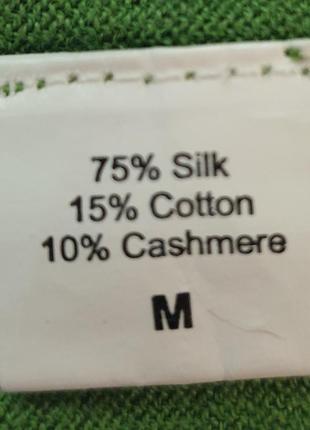 75% Silk
15% Cotton
10% Cashmere
M